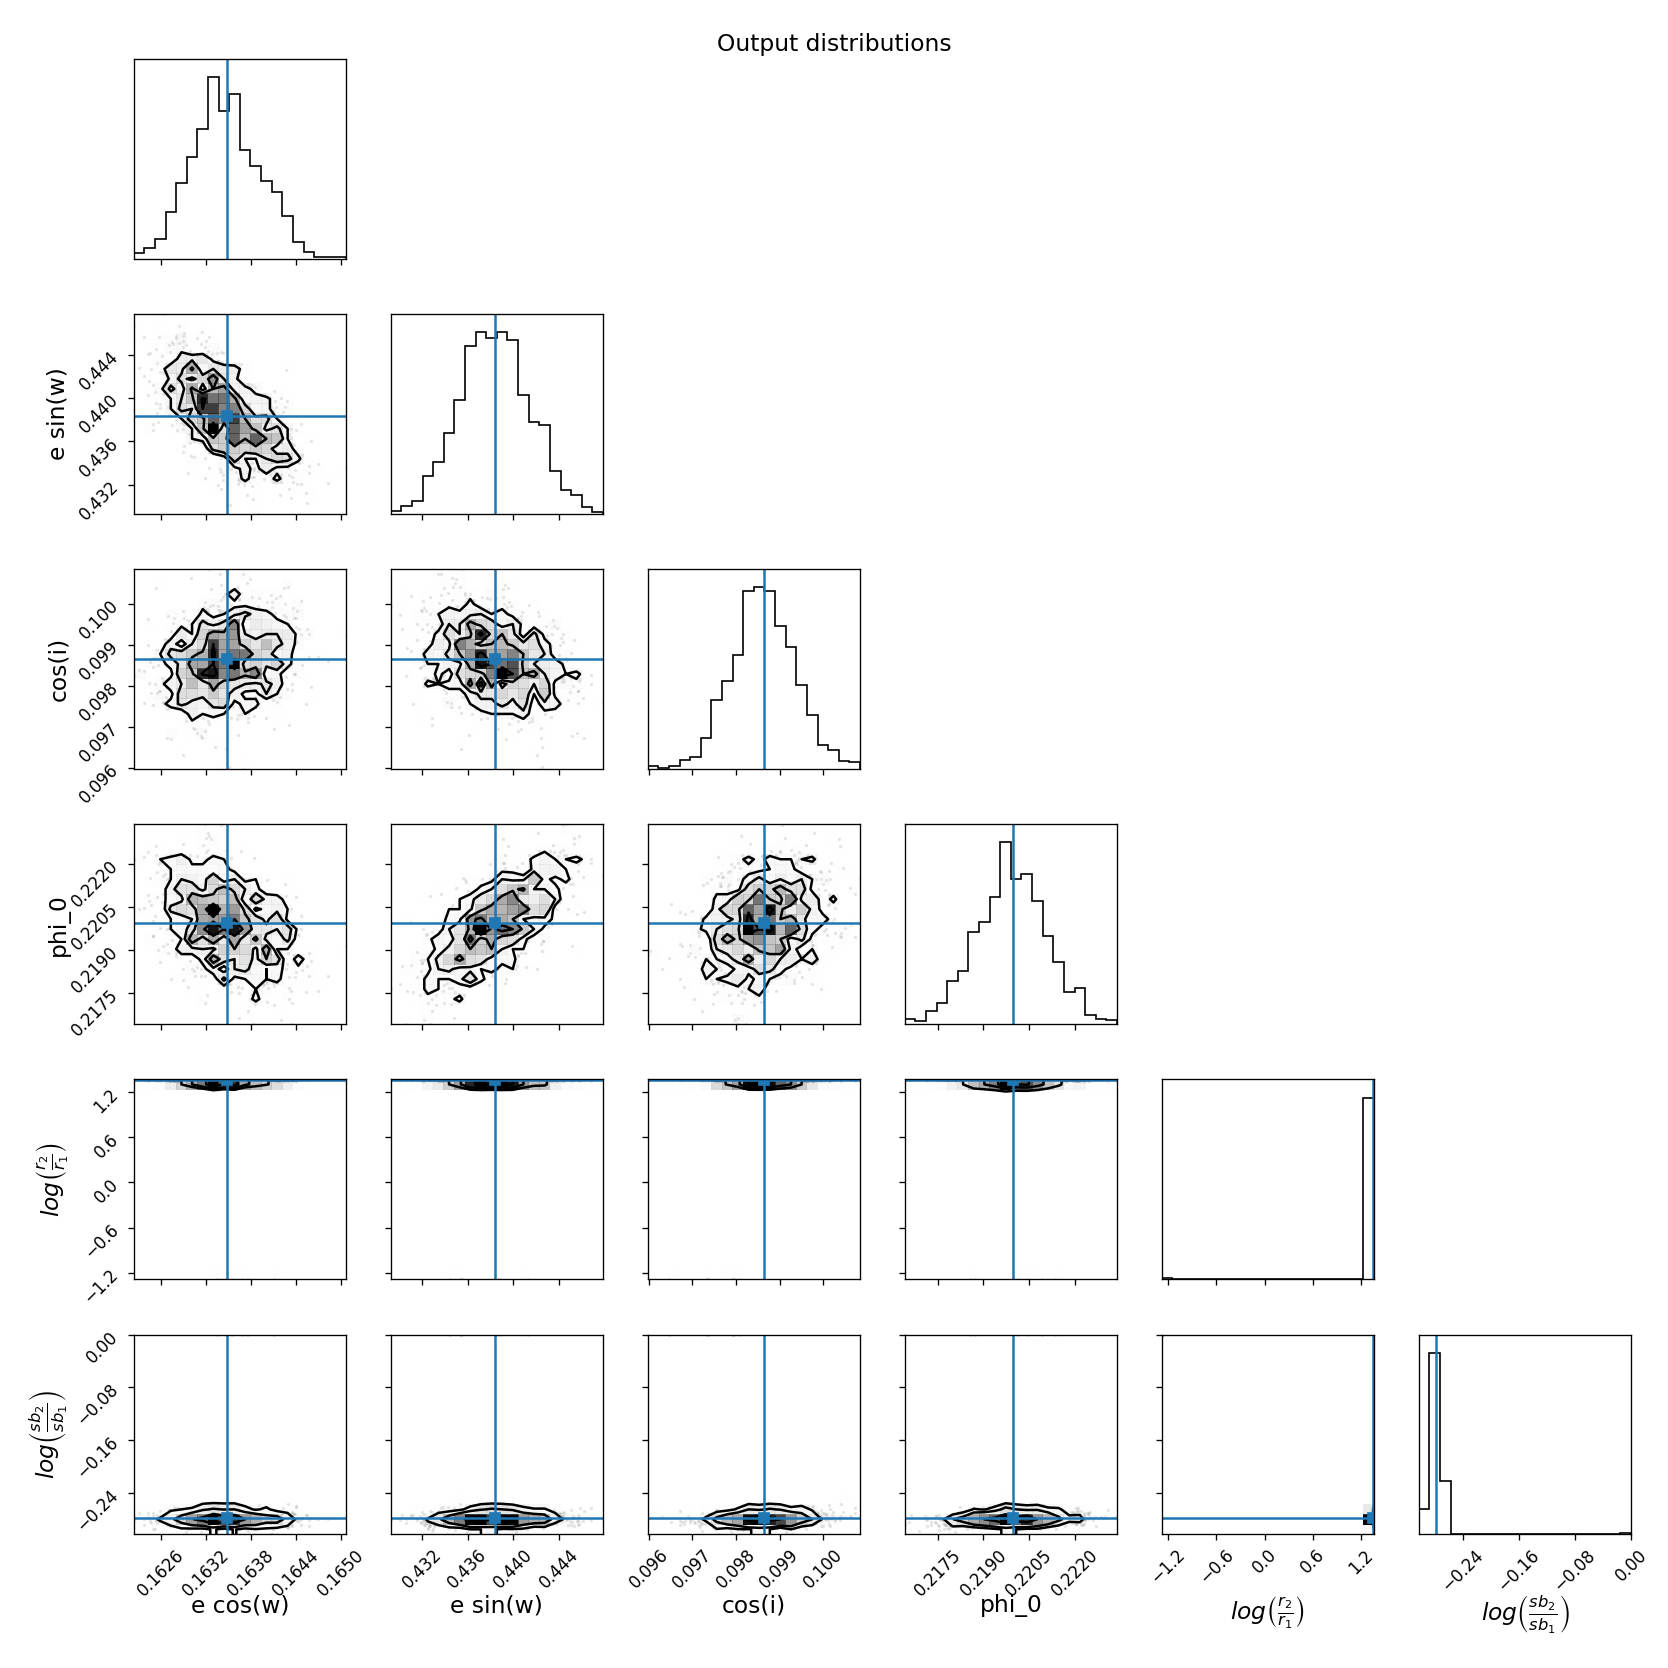 Output distributions
e sin(w)
0.444
0.440
0.436
0.432
cos(i)
0.100
0.099
0.098
0.097
0.096
phi_0
0.2220
0.2205
0.2190
0.2175
log(r₂/r₁)
1.2
0.6
0.0
−0.6
−1.2
log(sb₂/sb₁)
0.00
−0.08
−0.16
−0.24
0.1626 0.1632 0.1638 0.1644 0.1650
0.432 0.436 0.440 0.444
0.096 0.097 0.098 0.099 0.100
0.2175 0.2190 0.2205 0.2220
−1.2 −0.6 0.0 0.6 1.2
−0.24 −0.16 −0.08 0.00
e cos(w)
e sin(w)
cos(i)
phi_0
log(r₂/r₁)
log(sb₂/sb₁)